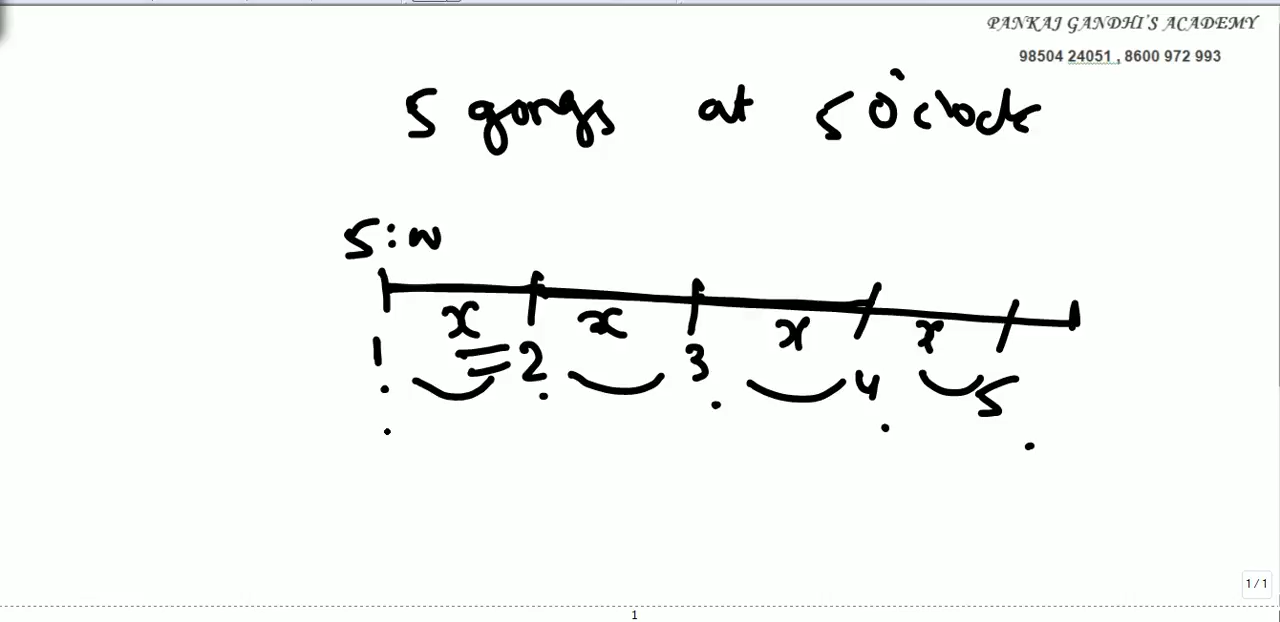 PANKAJ GANDHI'S ACADEMY
98504 24051 , 8600 972 993
5 gongs at 5 O'clock
5:00
x x x x
1 2 3 4 5
1 / 1
1